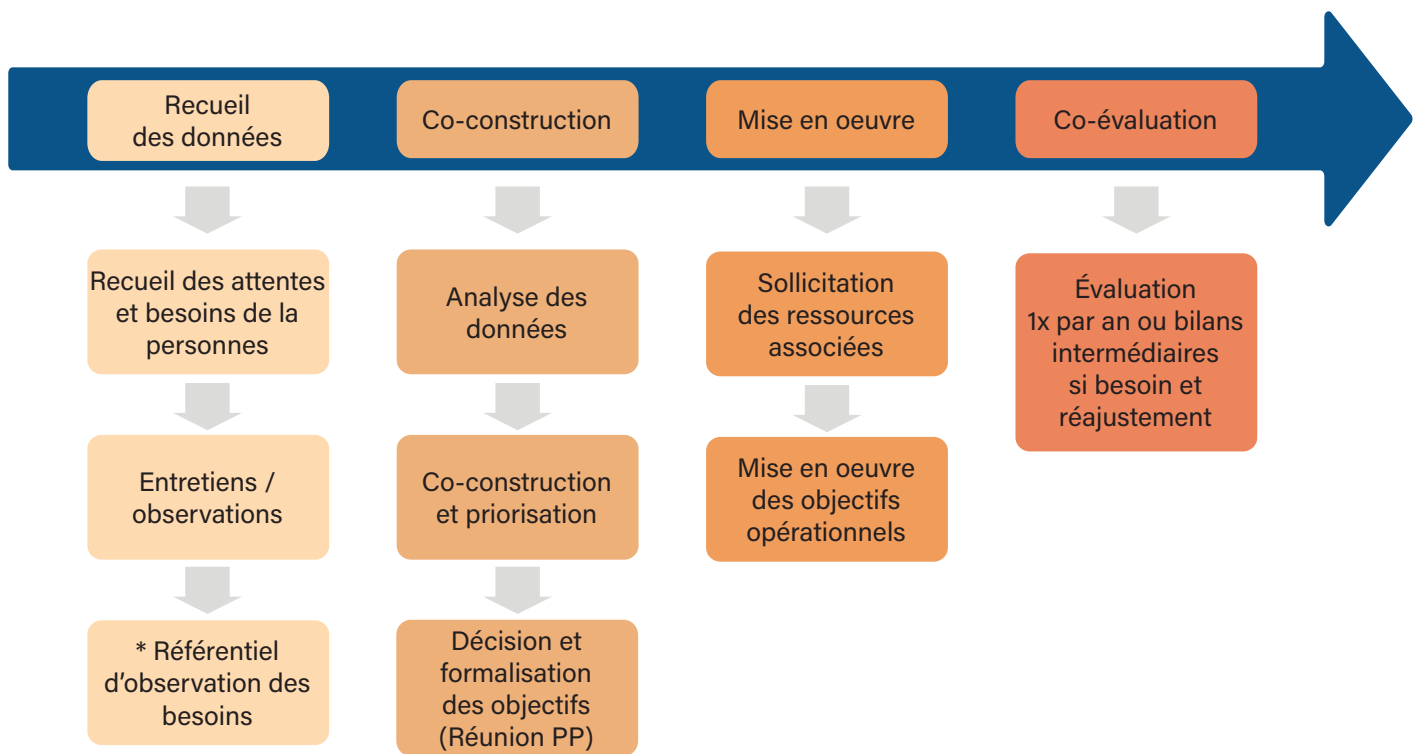 Recueil
des données
Co-construction
Mise en oeuvre
Co-évaluation
Recueil des attentes
et besoins de la
personnes
Analyse des
données
Sollicitation
des ressources
associées
Évaluation
1x par an ou bilans
intermédiaires
si besoin et
réajustement
Entretiens /
observations
Co-construction
et priorisation
Mise en oeuvre
des objectifs
opérationnels
* Référentiel
d'observation des
besoins
Décision et
formalisation
des objectifs
(Réunion PP)